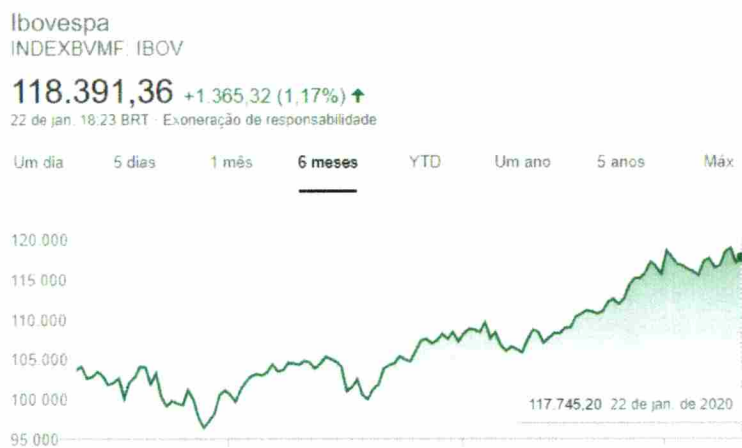 Ibovespa
INDEXBVMF: IBOV
118.391,36 +1.365,32 (1,17%) ↑
22 de jan. 18:23 BRT · Exoneração de responsabilidade
Um dia 5 dias 1 mês 6 meses YTD Um ano 5 anos Máx
120.000
115.000
110.000
105.000
100.000
117.745,20 22 de jan. de 2020
95.000